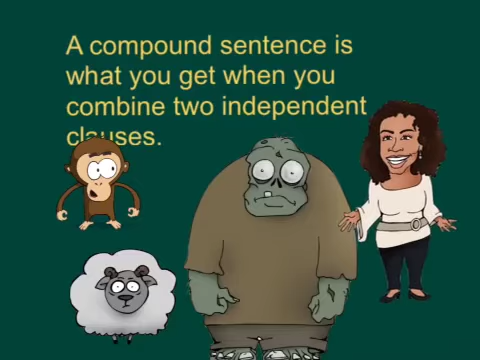 A compound sentence is
what you get when you
combine two independent
clauses.